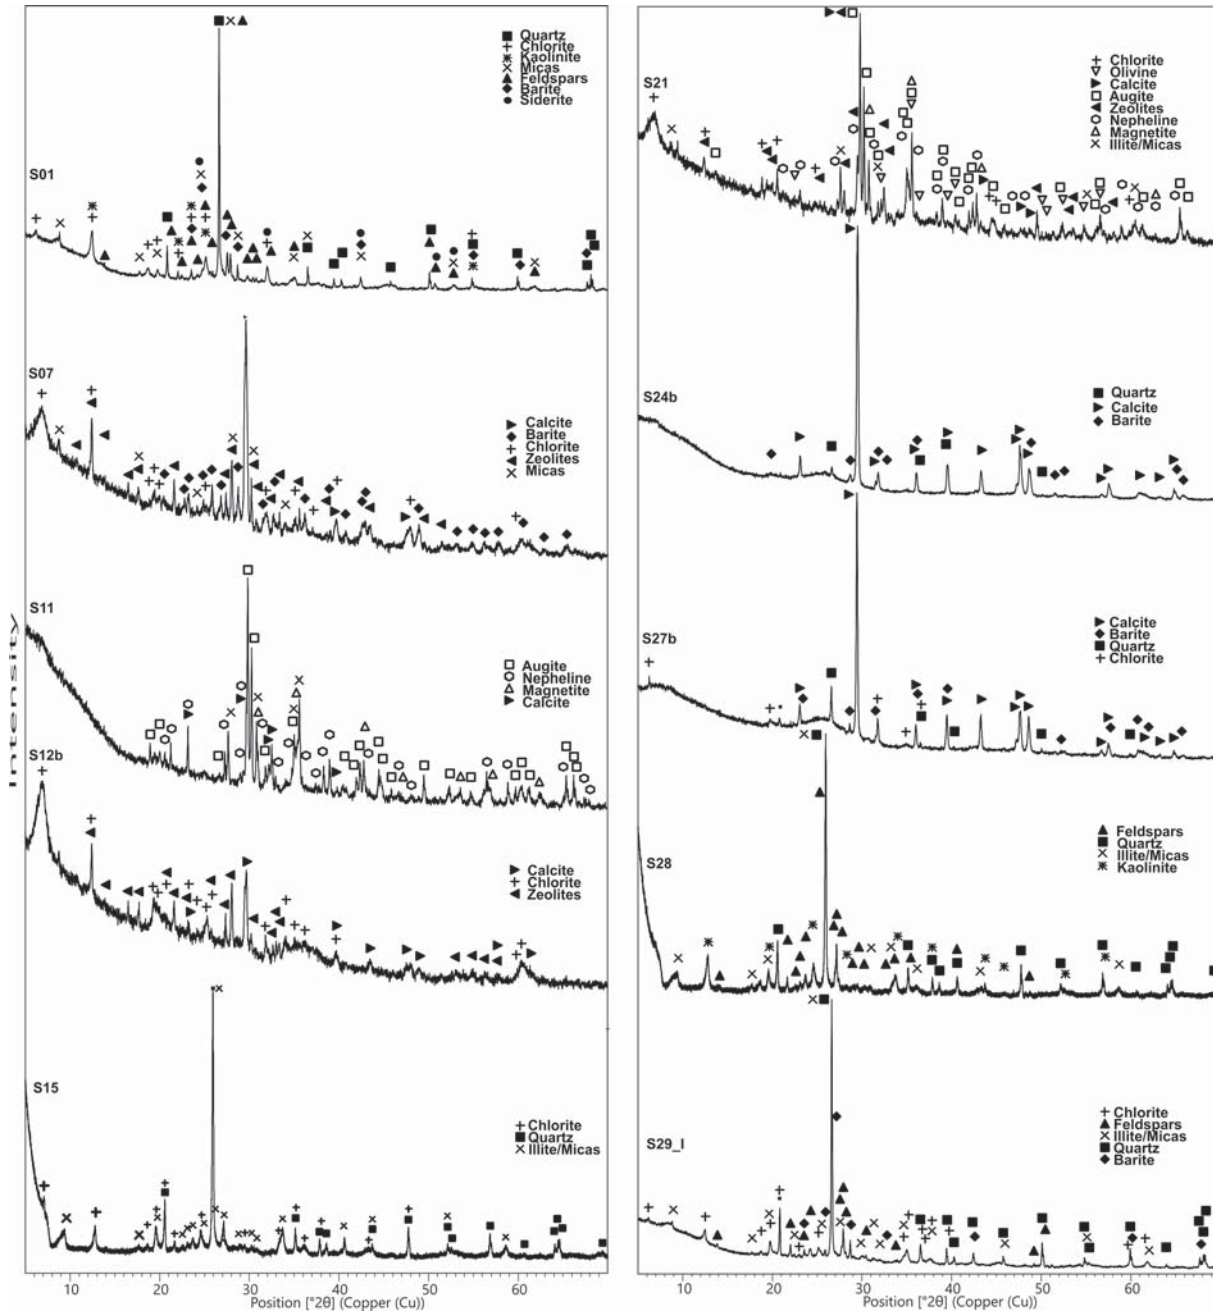 Intensity
S01
Quartz
Chlorite
Kaolinite
Micas
Feldspars
Barite
Siderite
S07
Calcite
Barite
Chlorite
Zeolites
Micas
S11
Augite
Nepheline
Magnetite
Calcite
S12b
Calcite
Chlorite
Zeolites
S15
Chlorite
Quartz
Illite/Micas
10 20 30 40 50 60
Position [°2θ] (Copper (Cu))
S21
Chlorite
Olivine
Calcite
Augite
Zeolites
Nepheline
Magnetite
Illite/Micas
S24b
Quartz
Calcite
Barite
S27b
Calcite
Barite
Quartz
Chlorite
S28
Feldspars
Quartz
Illite/Micas
Kaolinite
S29_I
Chlorite
Feldspars
Illite/Micas
Quartz
Barite
10 20 30 40 50 60
Position [°2θ] (Copper (Cu))